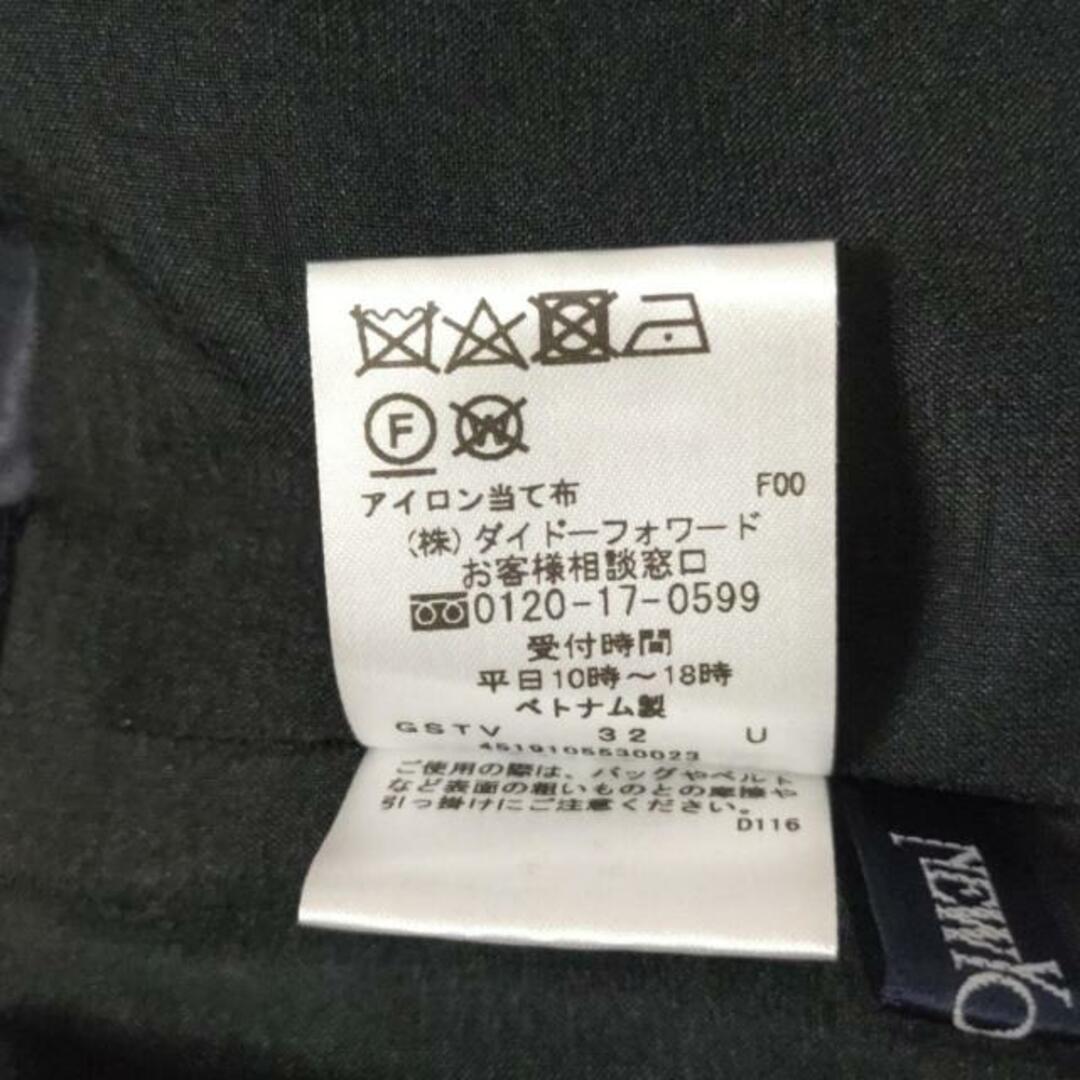 F
W
アイロン当て布 F00
(株)ダイドーフォワード
お客様相談窓口
0120-17-0599
受付時間
平日10時～18時
ベトナム製
GSTV 32 U
4519105530023
ご使用の際は、バッグやベルト
など表面の粗いものとの摩擦や
引っ掛けにご注意ください。
D116
NEWYO